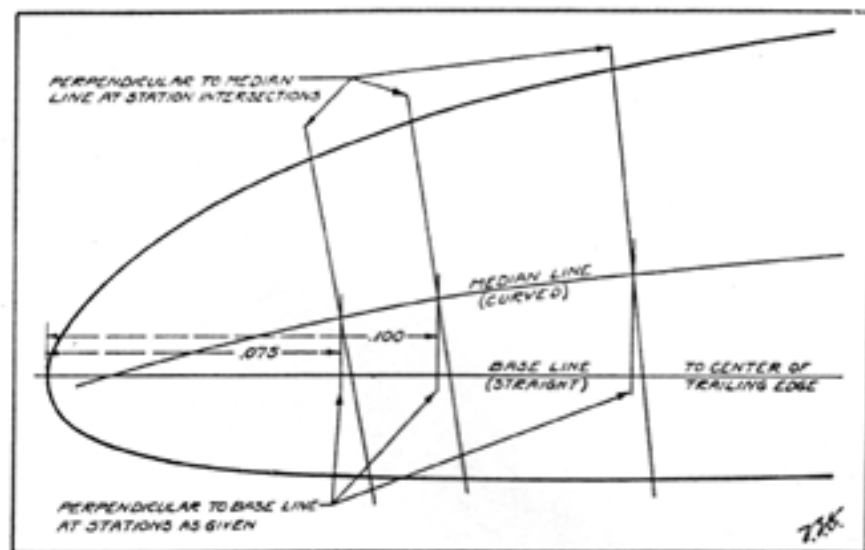 PERPENDICULAR TO MEDIAN
LINE AT STATION INTERSECTIONS
MEDIAN LINE
(CURVED)
.100
.075
BASE LINE
(STRAIGHT)
TO CENTER OF
TRAILING EDGE
PERPENDICULAR TO BASE LINE
AT STATIONS AS GIVEN